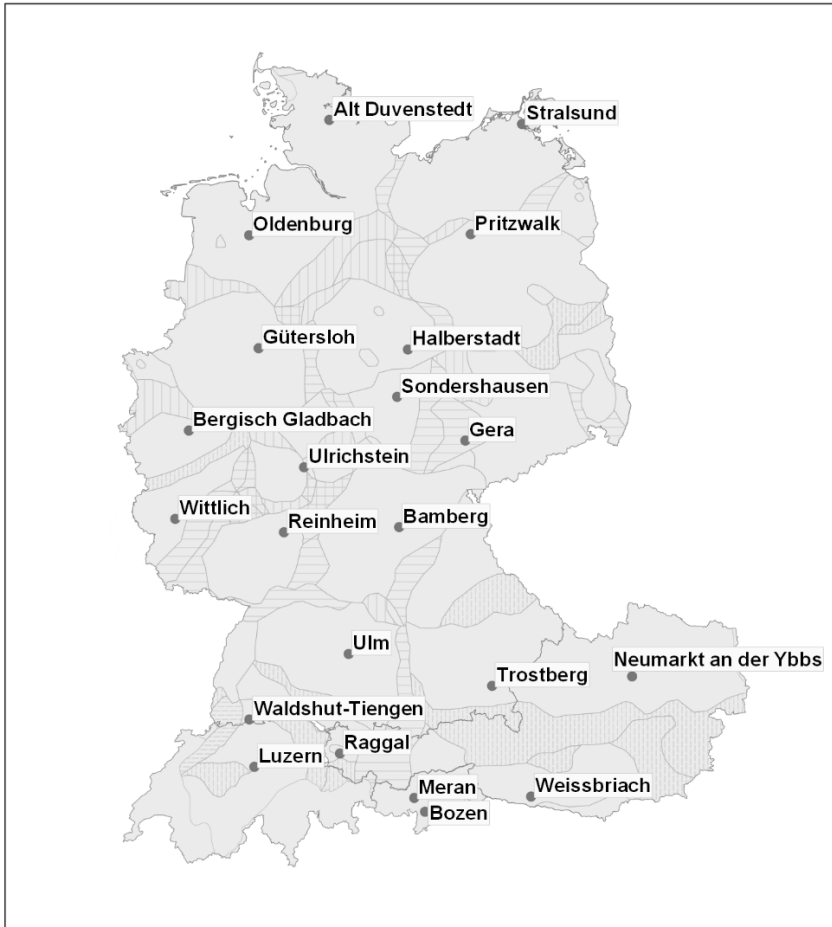 Alt Duvenstedt
Stralsund
Oldenburg
Pritzwalk
Gütersloh
Halberstadt
Sondershausen
Bergisch Gladbach
Gera
Ulrichstein
Wittlich
Reinheim
Bamberg
Ulm
Trostberg
Neumarkt an der Ybbs
Waldshut-Tiengen
Luzern
Raggal
Meran
Weissbriach
Bozen